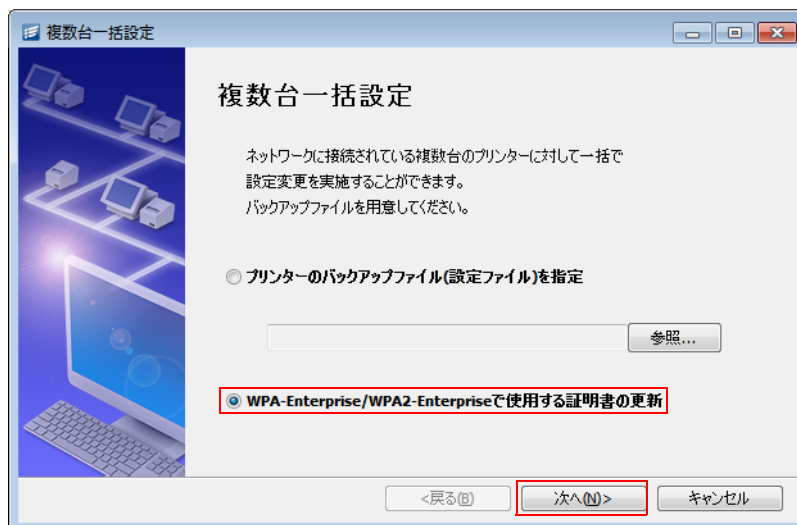 複数台一括設定
複数台一括設定
ネットワークに接続されている複数台のプリンターに対して一括で
設定変更を実施することができます。
バックアップファイルを用意してください。
プリンターのバックアップファイル(設定ファイル)を指定
参照...
WPA-Enterprise/WPA2-Enterpriseで使用する証明書の更新
<戻る(B)
次へ(N)>
キャンセル